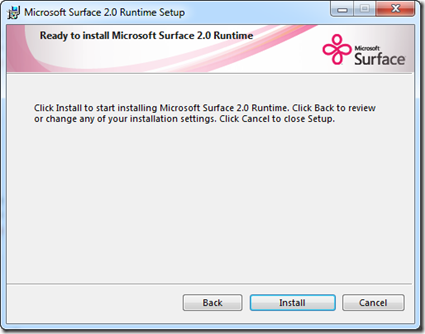 Microsoft Surface 2.0 Runtime Setup
Ready to install Microsoft Surface 2.0 Runtime
Microsoft
Surface
Click Install to start installing Microsoft Surface 2.0 Runtime. Click Back to review
or change any of your installation settings. Click Cancel to close Setup.
Back Install Cancel